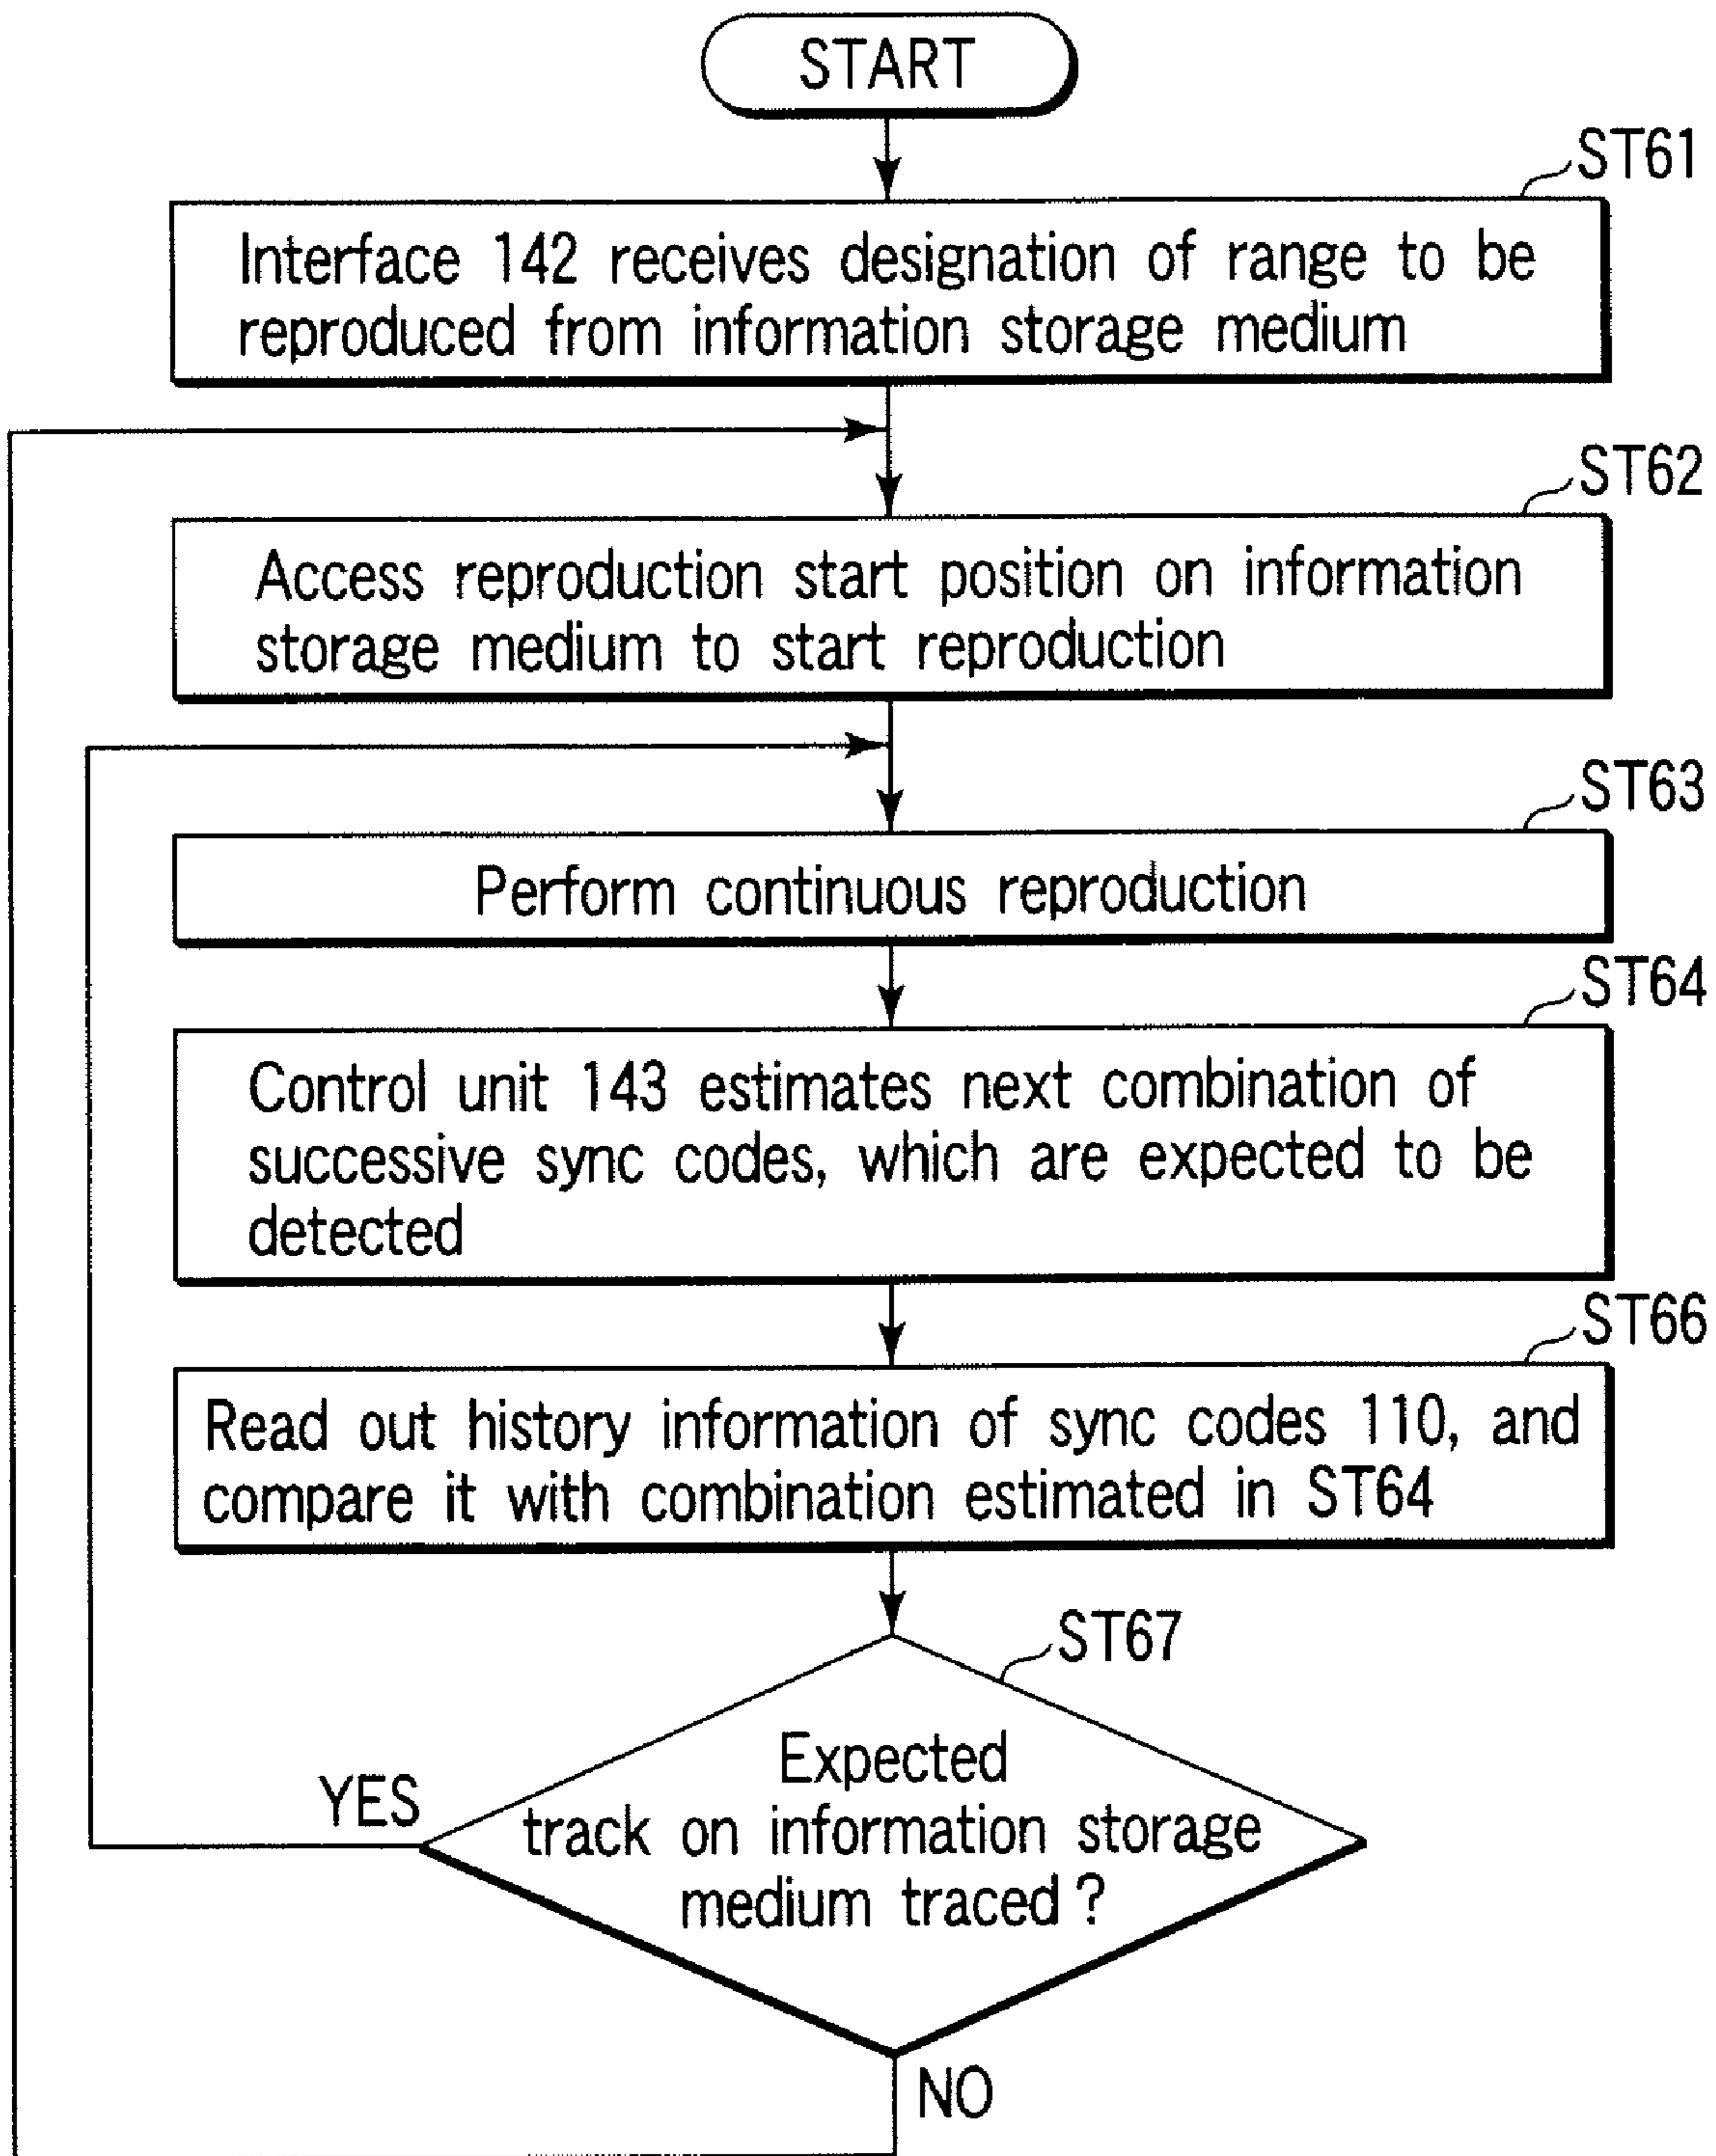 START
ST61
Interface 142 receives designation of range to be
reproduced from information storage medium
ST62
Access reproduction start position on information
storage medium to start reproduction
ST63
Perform continuous reproduction
ST64
Control unit 143 estimates next combination of
successive sync codes, which are expected to be
detected
ST66
Read out history information of sync codes 110, and
compare it with combination estimated in ST64
ST67
Expected
track on information storage
medium traced ?
YES
NO